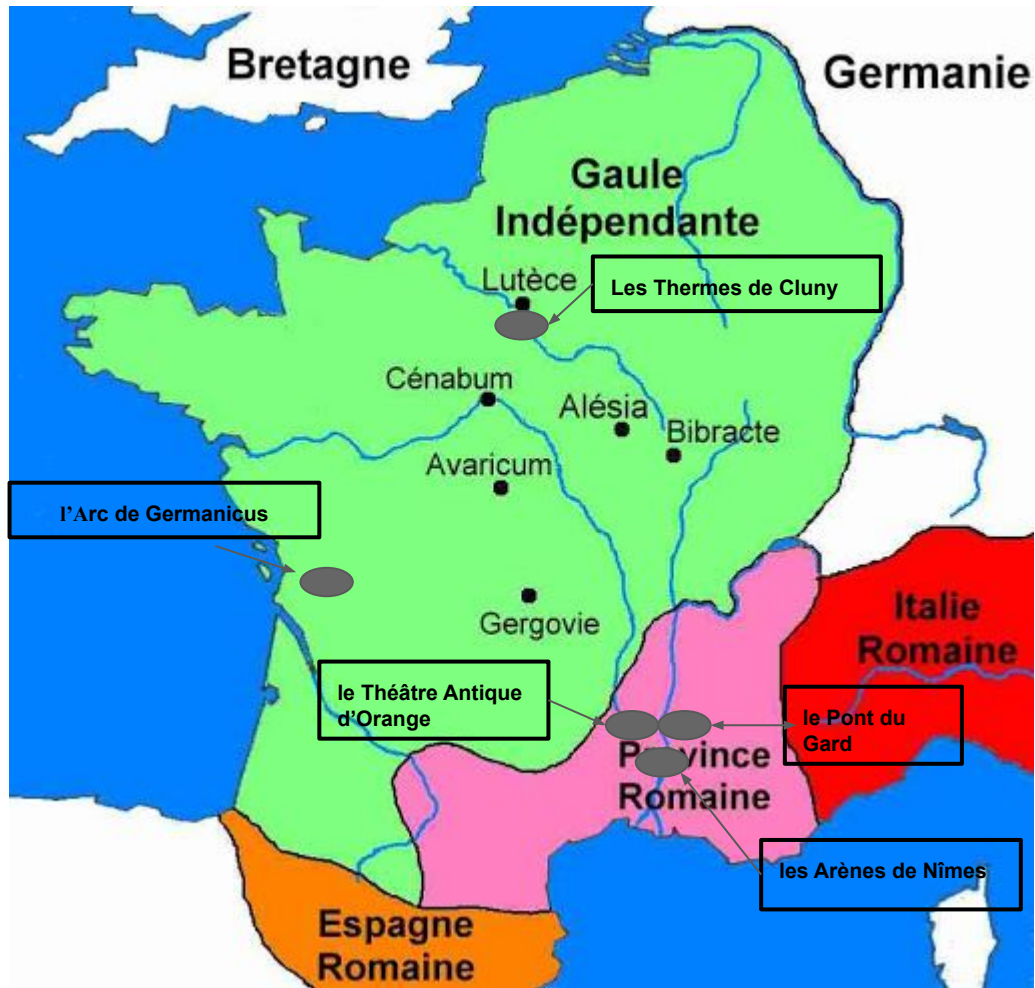 Bretagne
Germanie
Gaule
Indépendante
Lutèce
Les Thermes de Cluny
Cénabum
Alésia
Bibracte
Avaricum
l'Arc de Germanicus
Gergovie
Italie
Romaine
le Théâtre Antique
d'Orange
le Pont du
Gard
Province
Romaine
les Arènes de Nîmes
Espagne
Romaine